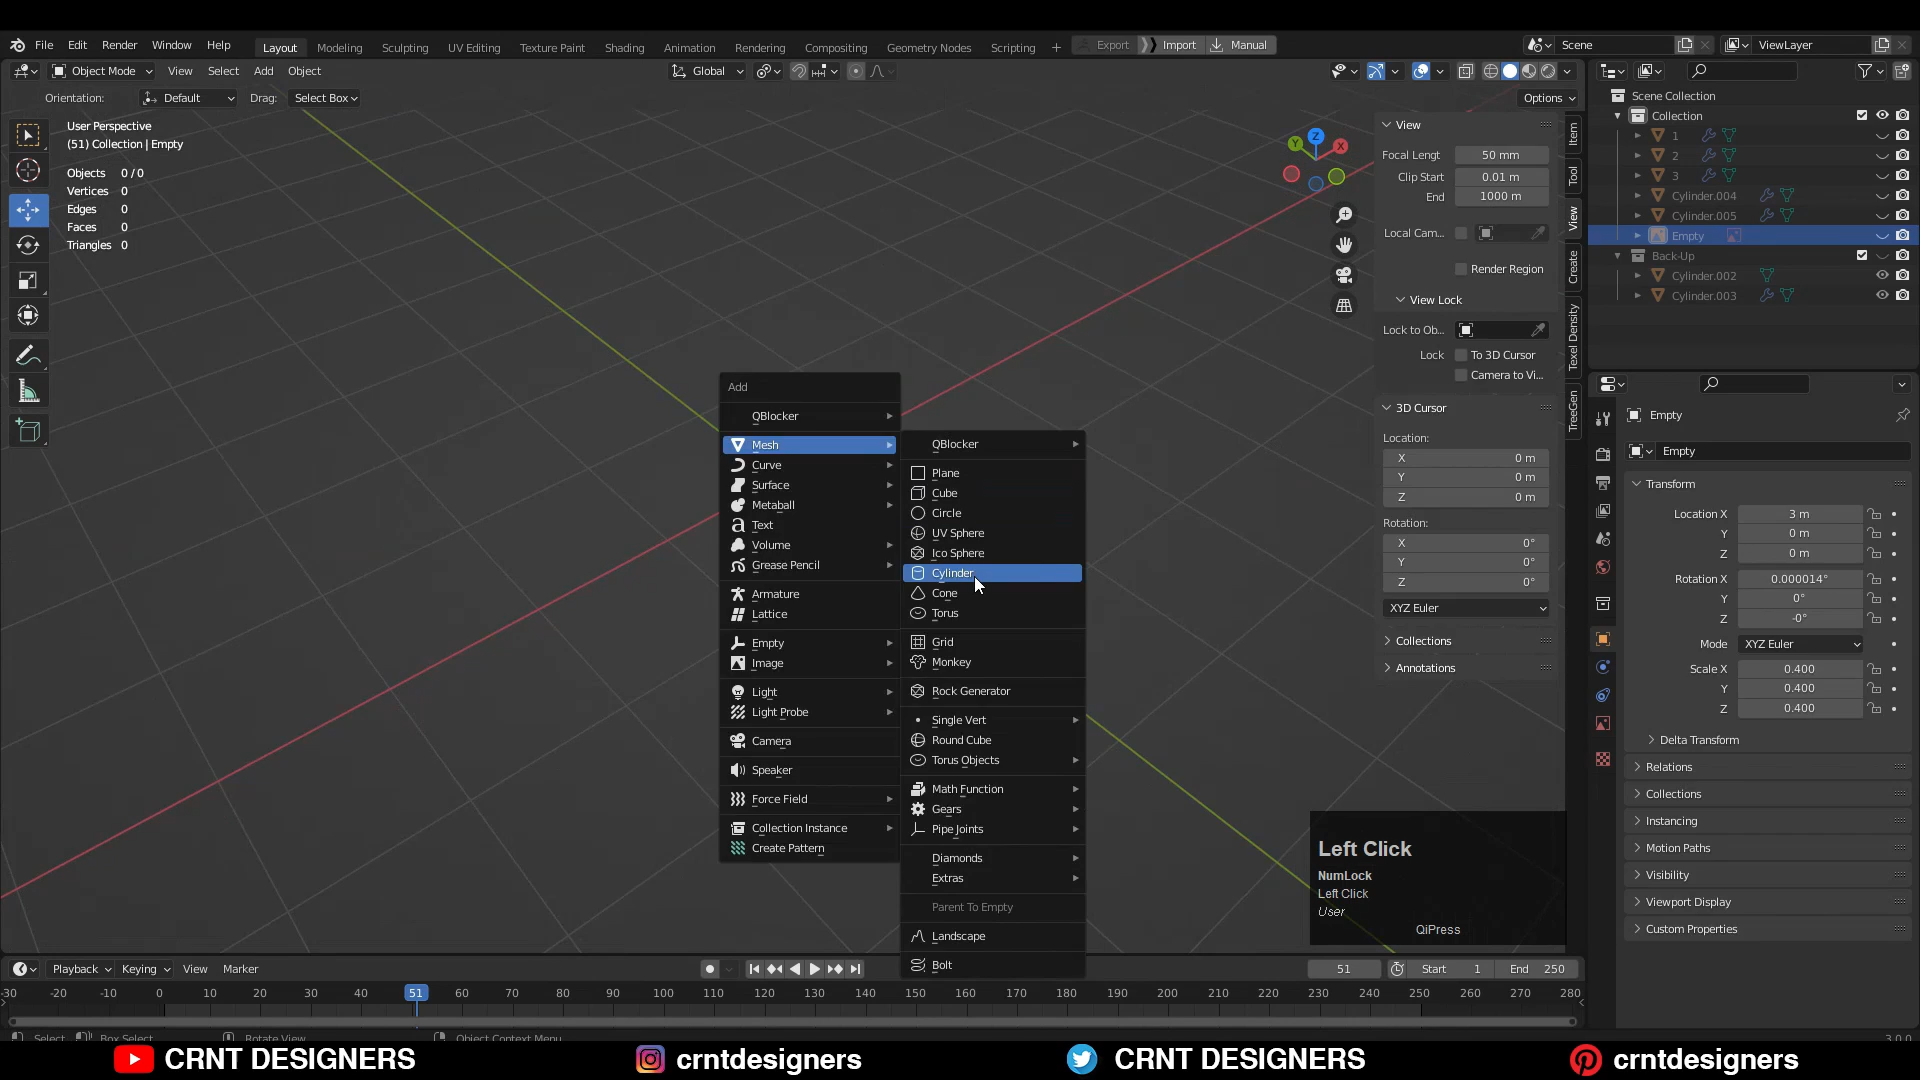 File Edit Render Window Help Layout Modeling Sculpting UV Editing Texture Paint Shading Animation Rendering Compositing Geometry Nodes Scripting + Export Import Manual Scene ViewLayer
Object Mode View Select Add Object Global
Orientation: Default Drag: Select Box Options
User Perspective
(51) Collection | Empty
Objects 0 / 0
Vertices 0
Edges 0
Faces 0
Triangles 0
Z
Y
X
View
Focal Lengt 50 mm
Clip Start 0.01 m
End 1000 m
Local Cam...
Render Region
View Lock
Lock to Ob...
Lock To 3D Cursor
Camera to Vi...
3D Cursor
Location:
X 0 m
Y 0 m
Z 0 m
Rotation:
X 0°
Y 0°
Z 0°
XYZ Euler
Collections
Annotations
Item
Tool
View
Create
Texel Density
TreeGen
Scene Collection
Collection
1
2
3
Cylinder.004
Cylinder.005
Empty
Back-Up
Cylinder.002
Cylinder.003
Empty
Empty
Transform
Location X 3 m
Y 0 m
Z 0 m
Rotation X 0.000014°
Y 0°
Z -0°
Mode XYZ Euler
Scale X 0.400
Y 0.400
Z 0.400
Delta Transform
Relations
Collections
Instancing
Motion Paths
Visibility
Viewport Display
Custom Properties
Add
QBlocker
Mesh
Curve
Surface
Metaball
Text
Volume
Grease Pencil
Armature
Lattice
Empty
Image
Light
Light Probe
Camera
Speaker
Force Field
Collection Instance
Create Pattern
QBlocker
Plane
Cube
Circle
UV Sphere
Ico Sphere
Cylinder
Cone
Torus
Grid
Monkey
Rock Generator
Single Vert
Round Cube
Torus Objects
Math Function
Gears
Pipe Joints
Diamonds
Extras
Parent To Empty
Landscape
Bolt
Left Click
NumLock
Left Click
User
QiPress
Playback Keying View Marker 51 Start 1 End 250
-30 -20 -10 0 10 20 30 40 51 60 70 80 90 100 110 120 130 140 150 160 170 180 190 200 210 220 230 240 250 260 270 280
Select Box Select Rotate View Object Context Menu 3.0.0
CRNT DESIGNERS crntdesigners CRNT DESIGNERS crntdesigners